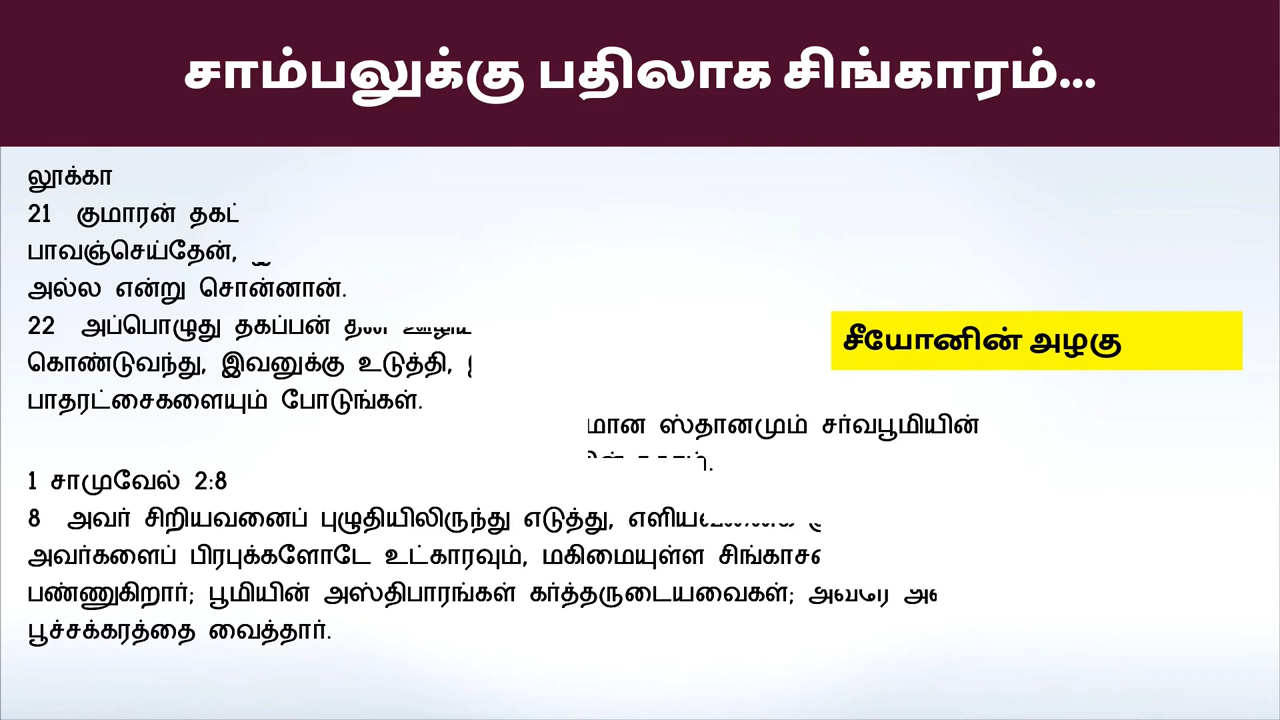 சாம்பலுக்கு பதிலாக சிங்காரம்...
லூக்கா
21 குமாரன்
பாவஞ்செய்தேன்,
அல்ல என்று சொன்னான்.
22 அப்பொழுது தகப்பன் தன்
கொண்டுவந்து, இவனுக்கு உடுத்தி,
பாதரட்சைகளையும் போடுங்கள்.
சீயோனின் அழகு
ஸ்தானமும் சர்வபூமியின்
1 சாமுவேல் 2:8
8 அவர் சிறியவனைப் புழுதியிலிருந்து எடுத்து,
அவர்களைப் பிரபுக்களோடே உட்காரவும், மகிமையுள்ள
பண்ணுகிறார்; பூமியின் அஸ்திபாரங்கள் கர்த்தருடையவைகள்; அவரே
பூச்சக்கரத்தை வைத்தார்.